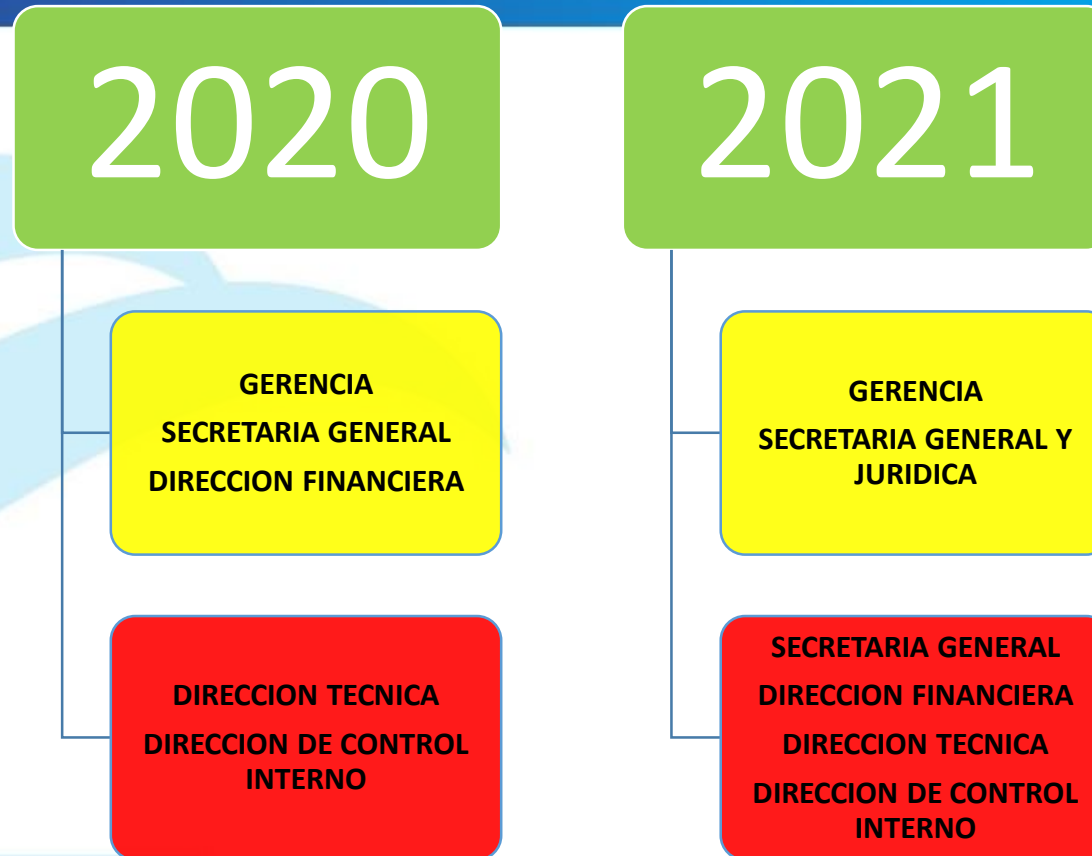 2020
GERENCIA
SECRETARIA GENERAL
DIRECCION FINANCIERA
DIRECCION TECNICA
DIRECCION DE CONTROL
INTERNO
2021
GERENCIA
SECRETARIA GENERAL Y
JURIDICA
SECRETARIA GENERAL
DIRECCION FINANCIERA
DIRECCION TECNICA
DIRECCION DE CONTROL
INTERNO